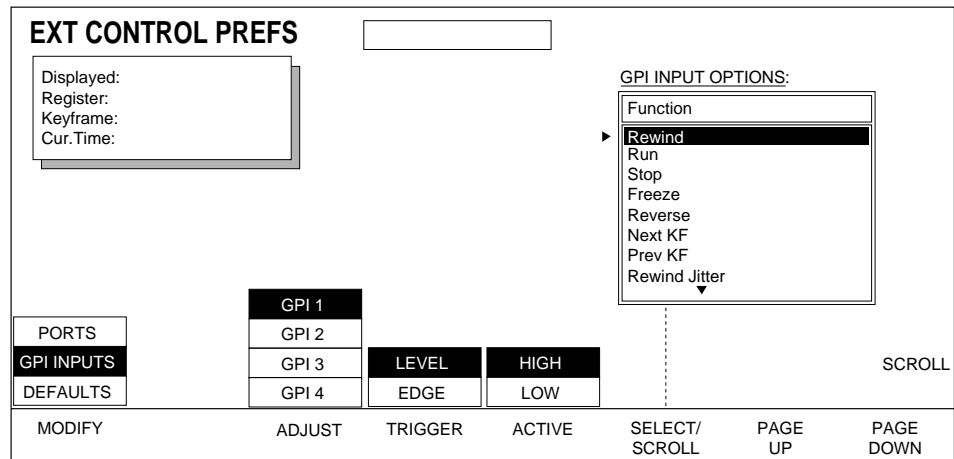 EXT CONTROL PREFS
Displayed:
Register:
Keyframe:
Cur.Time:
GPI INPUT OPTIONS:
Function
Rewind
Run
Stop
Freeze
Reverse
Next KF
Prev KF
Rewind Jitter
PORTS
GPI INPUTS
DEFAULTS
GPI 1
GPI 2
GPI 3
GPI 4
LEVEL
EDGE
HIGH
LOW
SCROLL
MODIFY
ADJUST
TRIGGER
ACTIVE
SELECT/
SCROLL
PAGE
UP
PAGE
DOWN